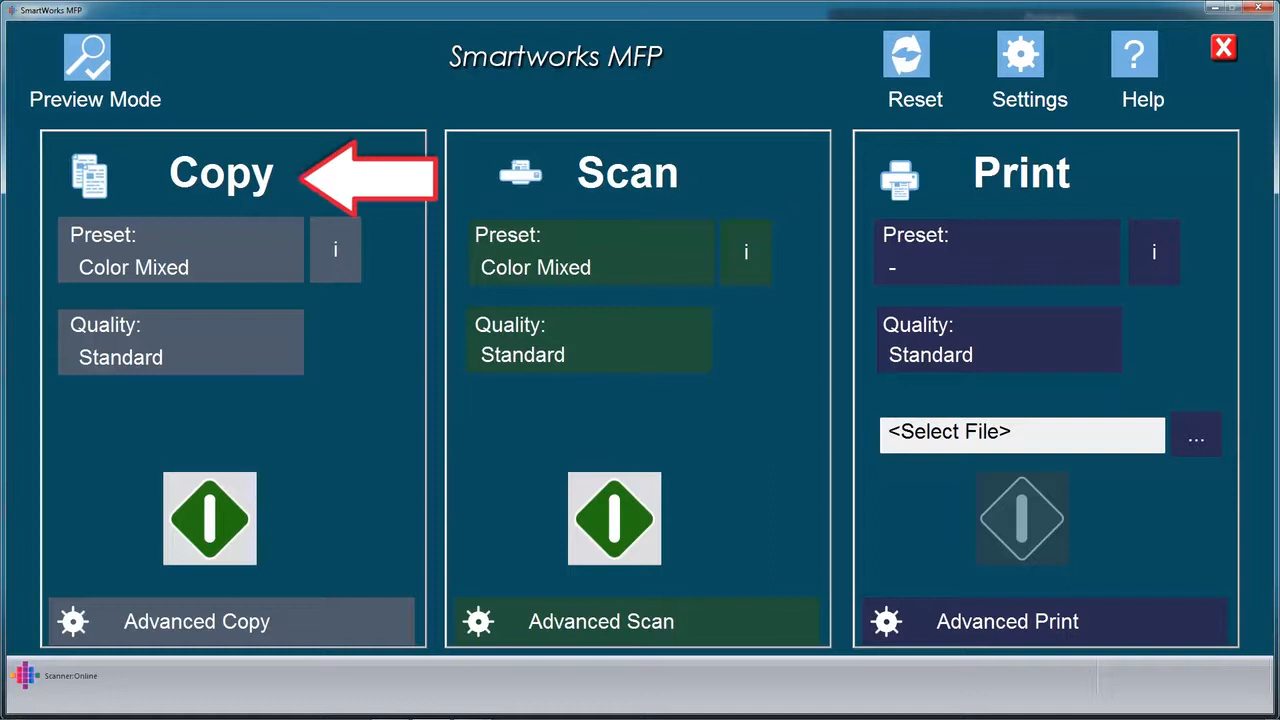 SmartWorks MFP
Smartworks MFP
Preview Mode
Reset
Settings
Help
Copy
Preset:
Color Mixed
i
Quality:
Standard
Advanced Copy
Scan
Preset:
Color Mixed
i
Quality:
Standard
Advanced Scan
Print
Preset:
-
i
Quality:
Standard
<Select File>
...
Advanced Print
Scanner:Online